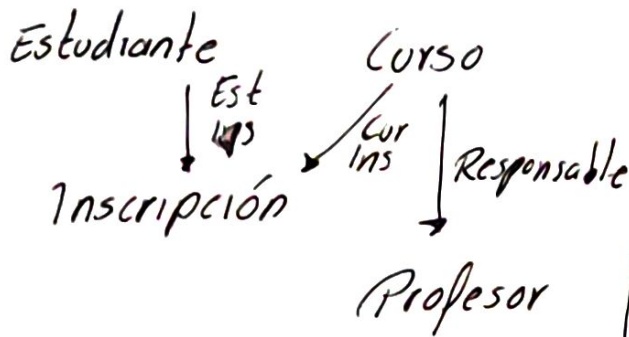 Estudiante
Curso
Est
Ins
Cur
Ins
Responsable
Inscripción
Profesor